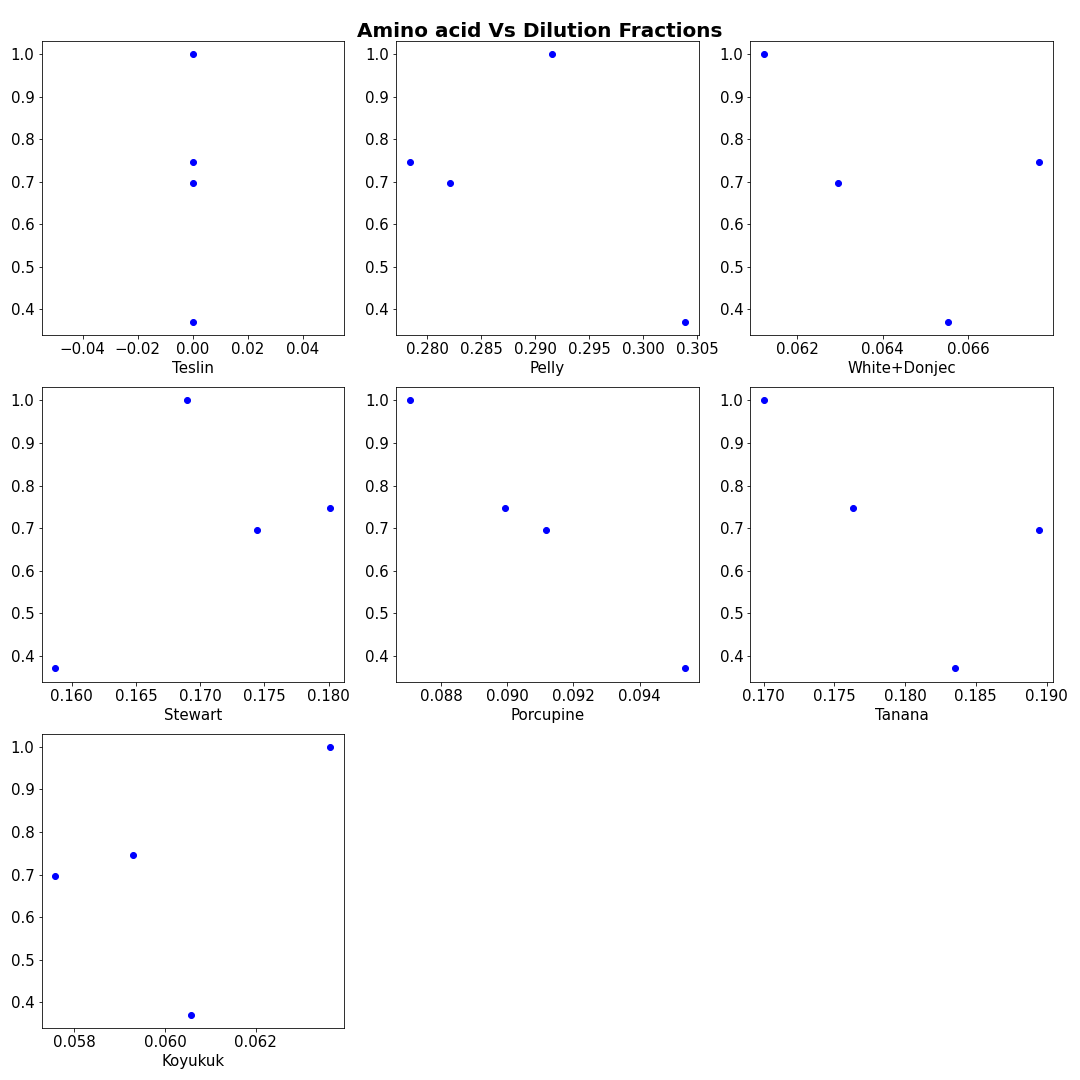 Amino acid Vs Dilution Fractions
1.0 0.9 0.8 0.7 0.6 0.5 0.4
−0.04 −0.02 0.00 0.02 0.04
Teslin
1.0 0.9 0.8 0.7 0.6 0.5 0.4
0.280 0.285 0.290 0.295 0.300 0.305
Pelly
1.0 0.9 0.8 0.7 0.6 0.5 0.4
0.062 0.064 0.066
White+Donjec
1.0 0.9 0.8 0.7 0.6 0.5 0.4
0.160 0.165 0.170 0.175 0.180
Stewart
1.0 0.9 0.8 0.7 0.6 0.5 0.4
0.088 0.090 0.092 0.094
Porcupine
1.0 0.9 0.8 0.7 0.6 0.5 0.4
0.170 0.175 0.180 0.185 0.190
Tanana
1.0 0.9 0.8 0.7 0.6 0.5 0.4
0.058 0.060 0.062
Koyukuk